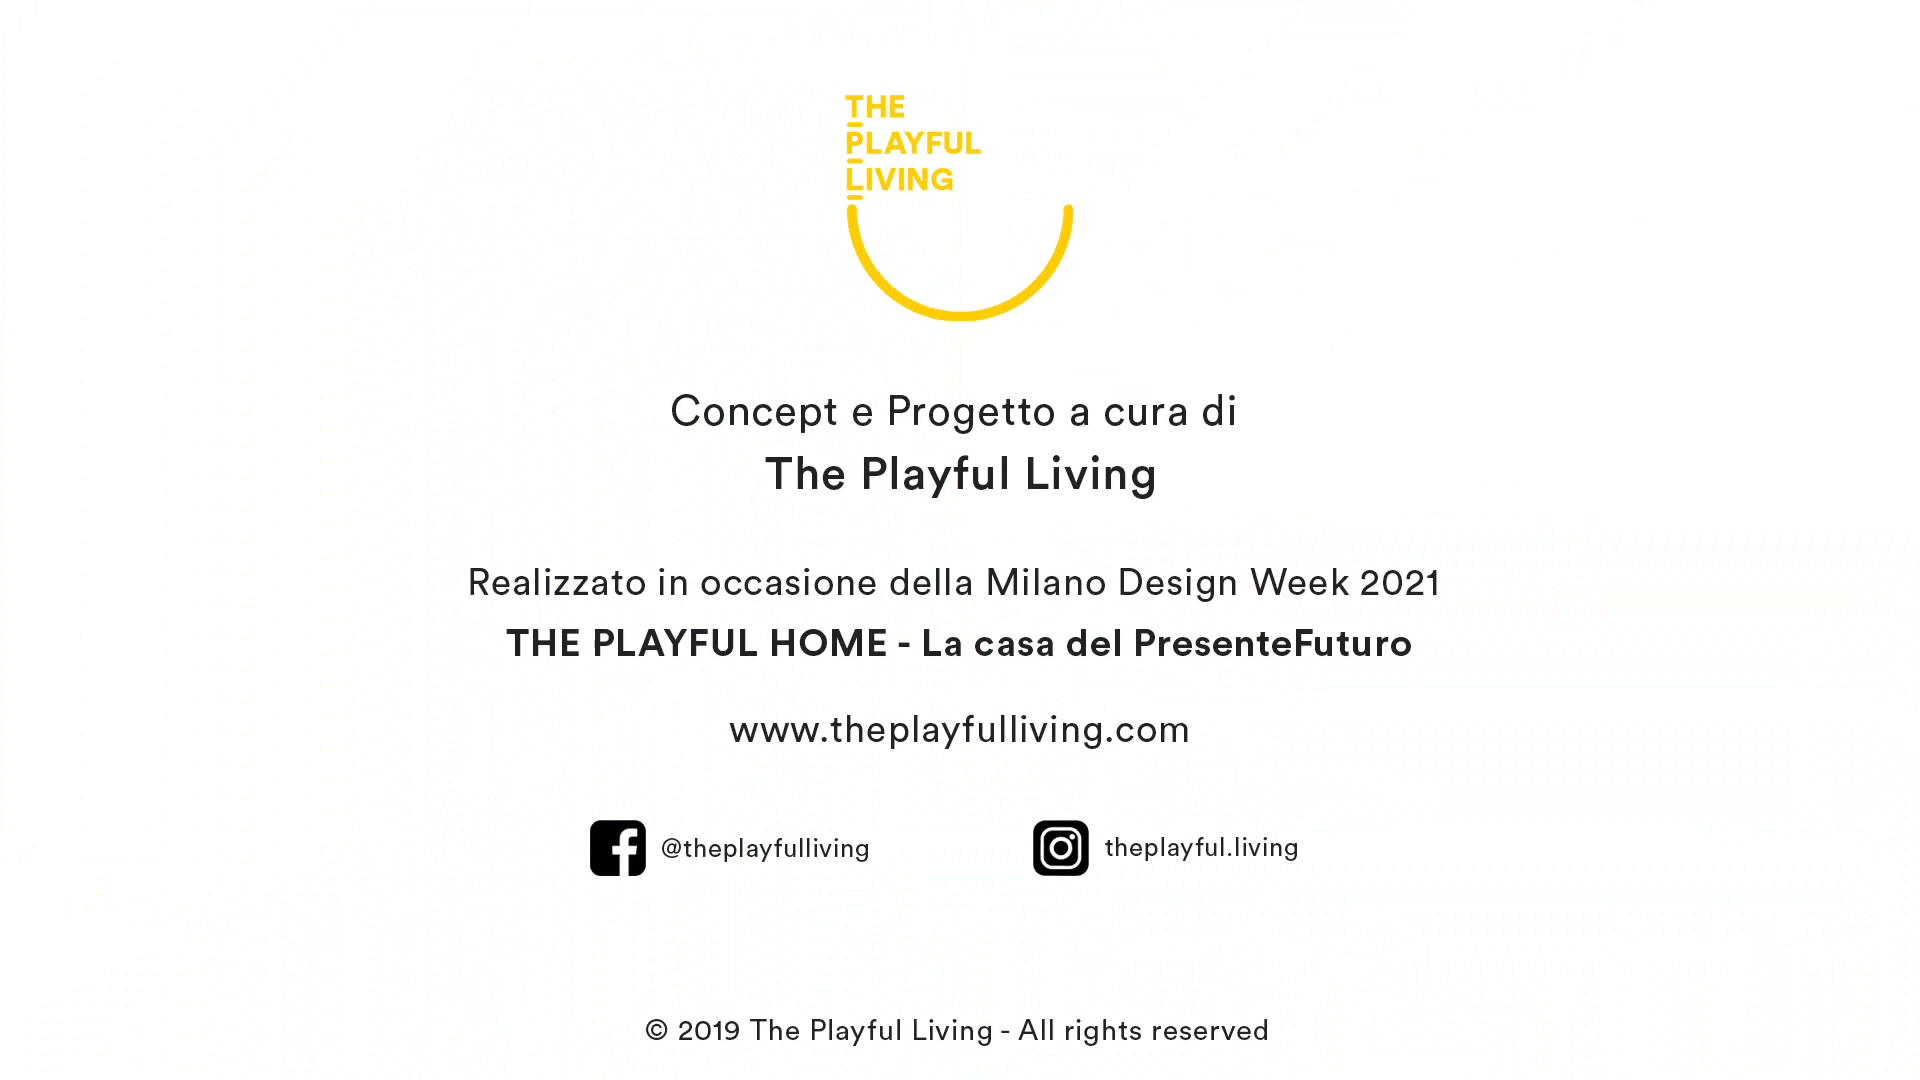 THE
PLAYFUL
LIVING
Concept e Progetto a cura di
The Playful Living
Realizzato in occasione della Milano Design Week 2021
THE PLAYFUL HOME - La casa del PresenteFuturo
www.theplayfulliving.com
@theplayfulliving
theplayful.living
© 2019 The Playful Living - All rights reserved